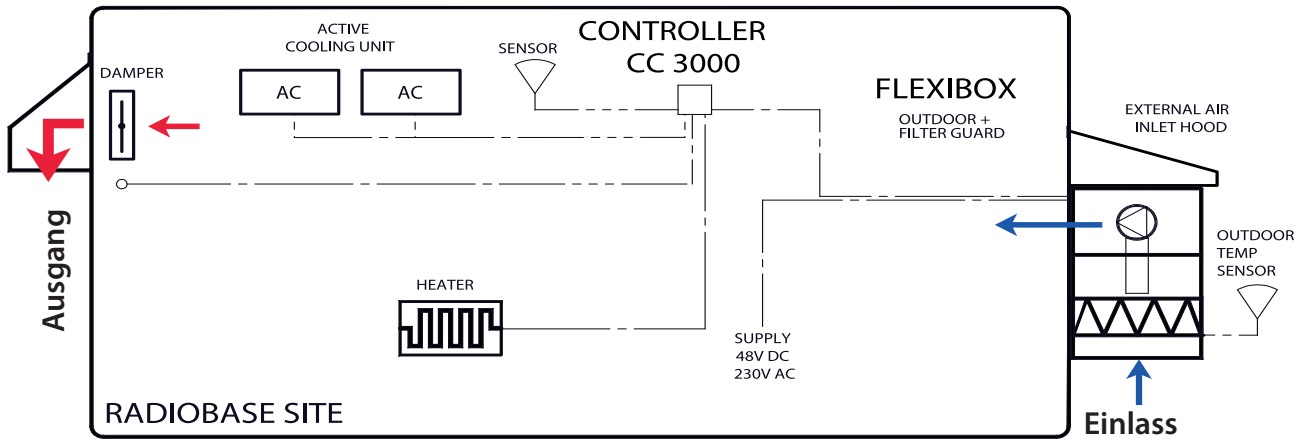 ACTIVE
COOLING UNIT
AC
AC
DAMPER
SENSOR
CONTROLLER
CC 3000
FLEXIBOX
OUTDOOR +
FILTER GUARD
EXTERNAL AIR
INLET HOOD
Ausgang
OUTDOOR
TEMP
SENSOR
HEATER
SUPPLY
48V DC
230V AC
RADIOBASE SITE
Einlass